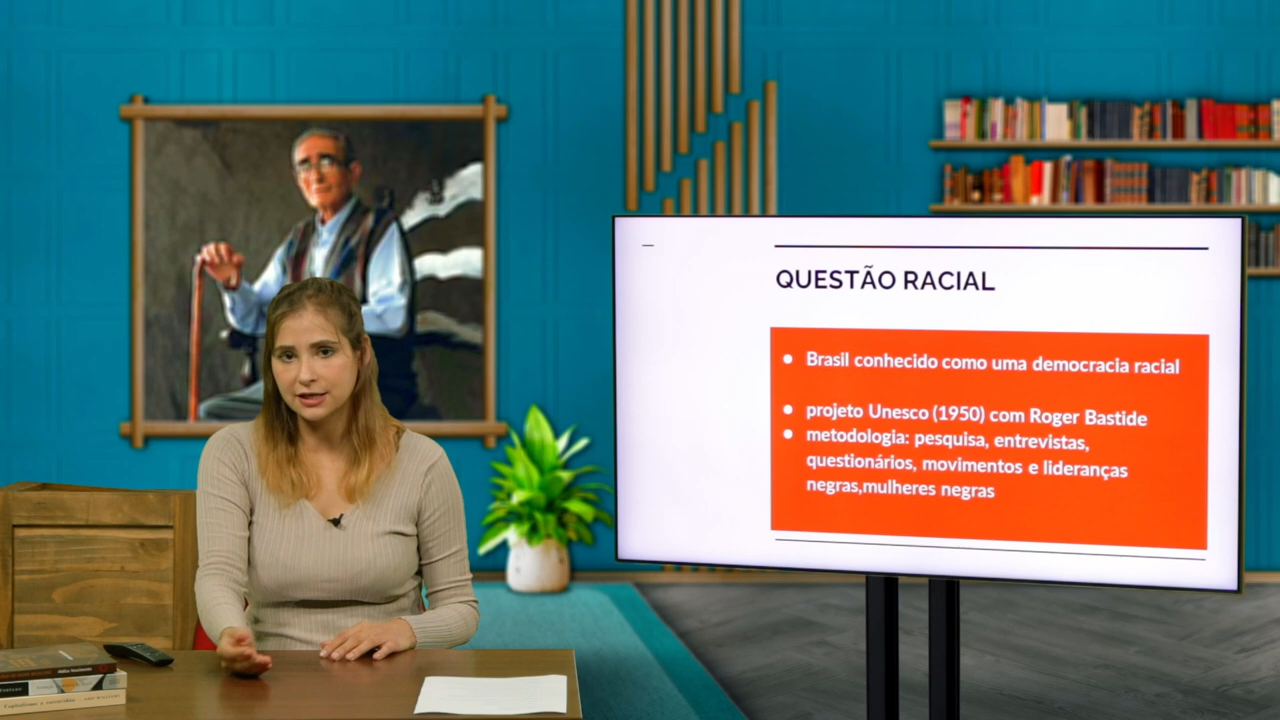 QUESTÃO RACIAL
• Brasil conhecido como uma democracia racial
• projeto Unesco (1950) com Roger Bastide
• metodologia: pesquisa, entrevistas,
questionários, movimentos e lideranças
negras,mulheres negras